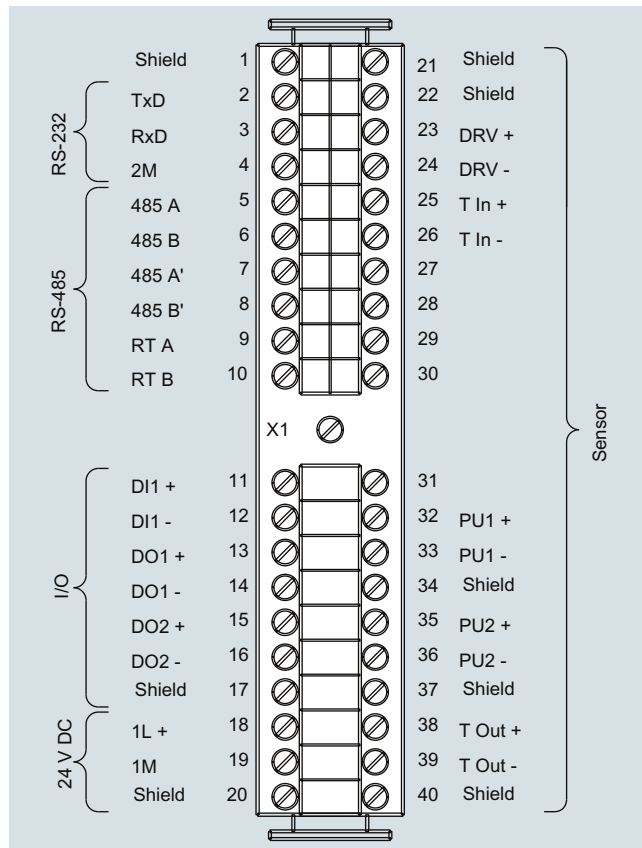 Shield 1 21 Shield
TxD 2 22 Shield
RxD 3 23 DRV +
2M 4 24 DRV -
RS-232
485 A 5 25 T In +
485 B 6 26 T In -
485 A' 7 27
485 B' 8 28
RT A 9 29
RT B 10 30
RS-485
X1
Sensor
DI1 + 11 31
DI1 - 12 32 PU1 +
DO1 + 13 33 PU1 -
DO1 - 14 34 Shield
DO2 + 15 35 PU2 +
DO2 - 16 36 PU2 -
Shield 17 37 Shield
I/O
1L + 18 38 T Out +
1M 19 39 T Out -
Shield 20 40 Shield
24 V DC